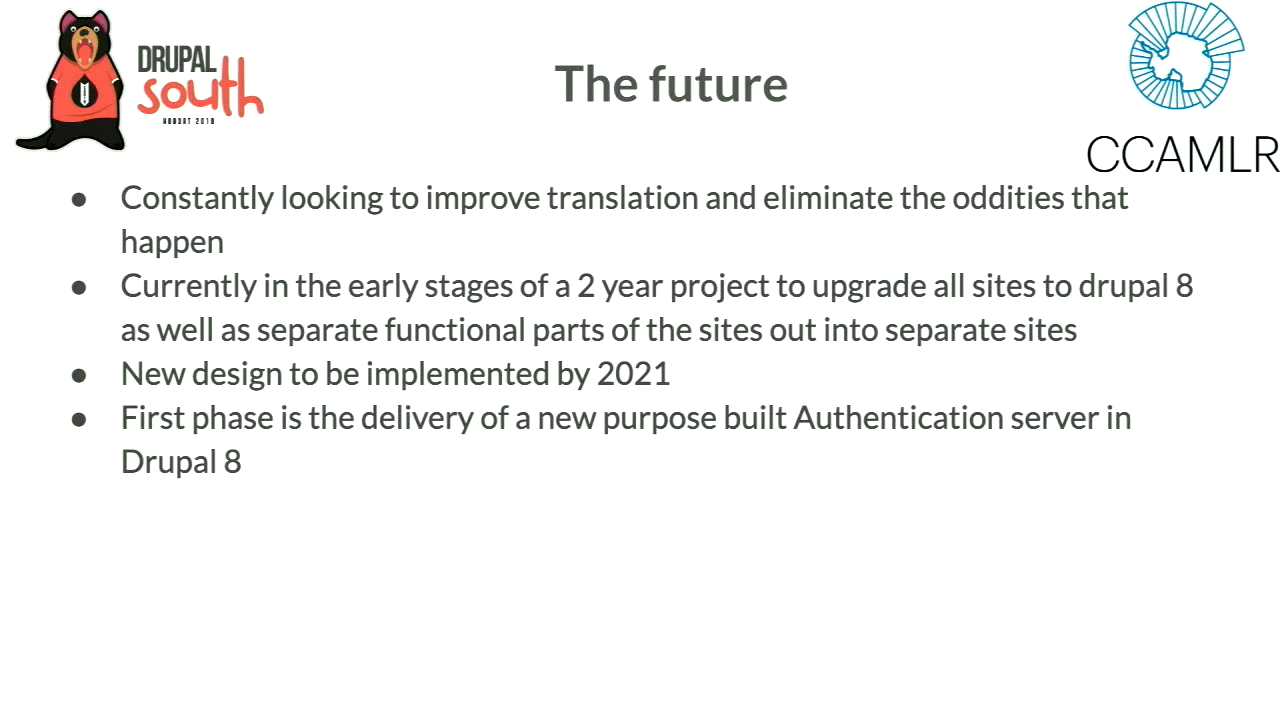 DRUPAL
south
HOBART 2019
The future
CCAMLR
● Constantly looking to improve translation and eliminate the oddities that
happen
● Currently in the early stages of a 2 year project to upgrade all sites to drupal 8
as well as separate functional parts of the sites out into separate sites
● New design to be implemented by 2021
● First phase is the delivery of a new purpose built Authentication server in
Drupal 8